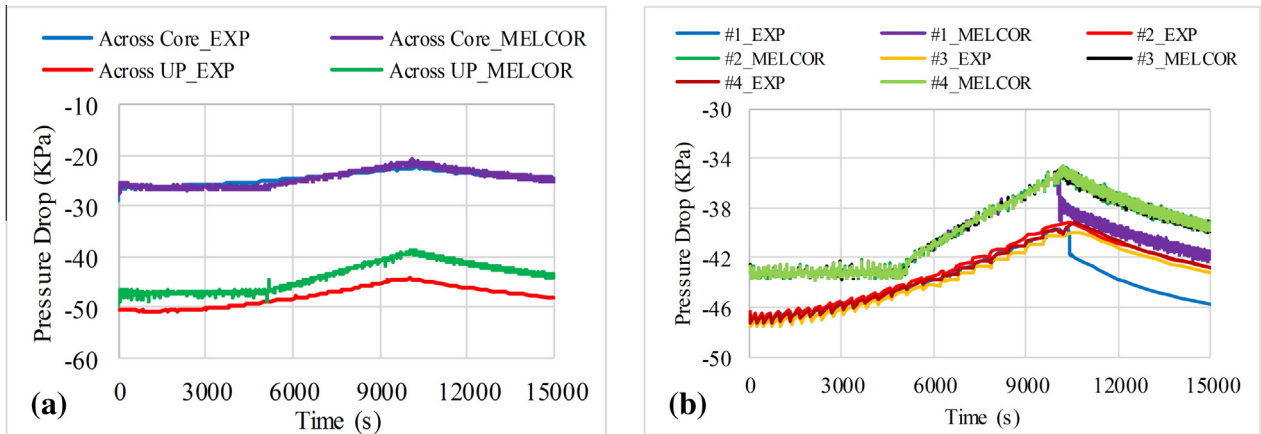 Across Core_EXP
Across Core_MELCOR
Across UP_EXP
Across UP_MELCOR
-10
-20
-30
-40
-50
-60
Pressure Drop (KPa)
0
3000
6000
9000
12000
15000
Time (s)
(a)
#1_EXP
#1_MELCOR
#2_EXP
#2_MELCOR
#3_EXP
#3_MELCOR
#4_EXP
#4_MELCOR
-30
-34
-38
-42
-46
-50
Pressure Drop (KPa)
0
3000
6000
9000
12000
15000
Time (s)
(b)